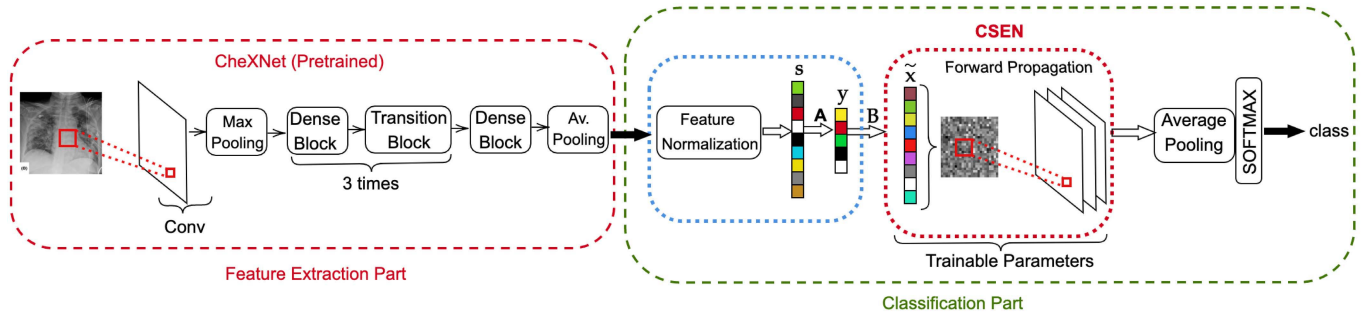 CheXNet (Pretrained)
Max
Pooling
Dense
Block
Transition
Block
Dense
Block
Av.
Pooling
3 times
Conv
Feature Extraction Part
Feature
Normalization
s
A
y
B
CSEN
x̃
Forward Propagation
Trainable Parameters
Average
Pooling
SOFTMAX
class
Classification Part